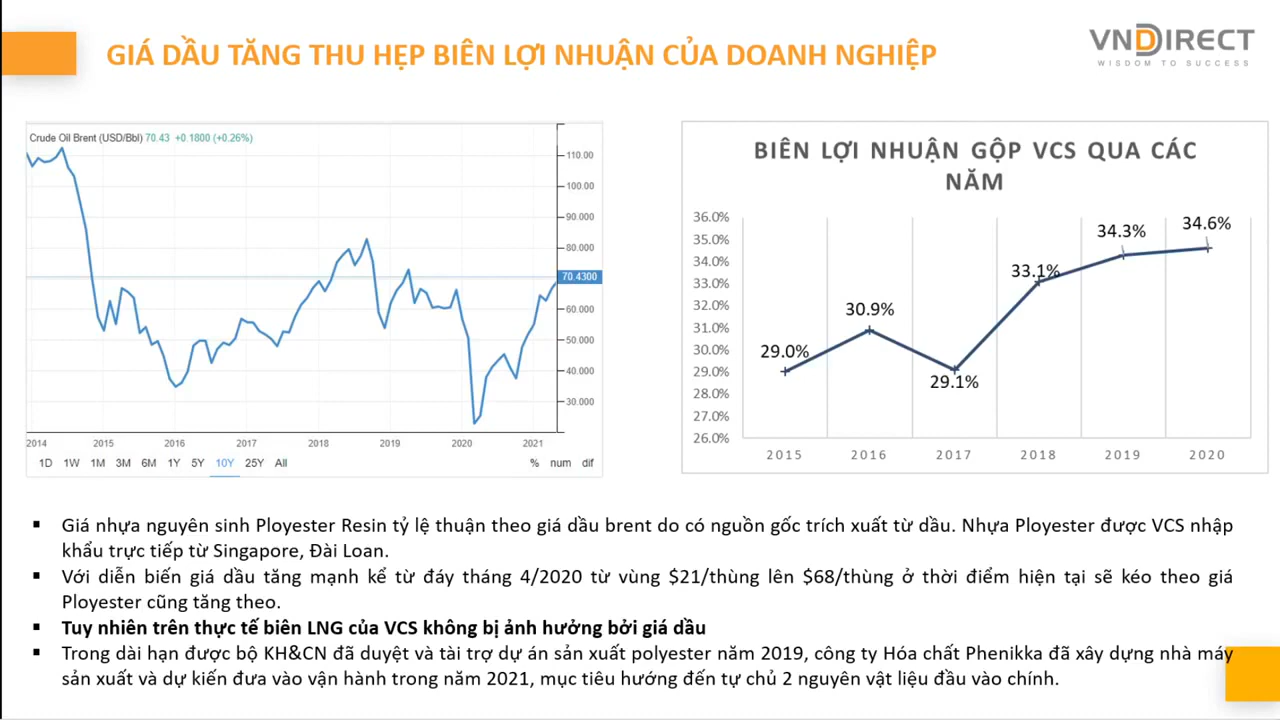 GIÁ DẦU TĂNG THU HẸP BIÊN LỢI NHUẬN CỦA DOANH NGHIỆP
VNDIRECT
WISDOM TO SUCCESS
Crude Oil Brent (USD/Bbl) 70.43 +0.1800 (+0.26%)
110.00
100.00
90.000
80.000
70.4300
60.000
50.000
40.000
30.000
2014 2015 2016 2017 2018 2019 2020 2021
1D 1W 1M 3M 6M 1Y 5Y 10Y 25Y All % num dif
BIÊN LỢI NHUẬN GỘP VCS QUA CÁC
NĂM
36.0%
35.0%
34.0%
33.0%
32.0%
31.0%
30.0%
29.0%
28.0%
27.0%
26.0%
29.0%
30.9%
29.1%
33.1%
34.3%
34.6%
2015 2016 2017 2018 2019 2020
▪ Giá nhựa nguyên sinh Ployester Resin tỷ lệ thuận theo giá dầu brent do có nguồn gốc trích xuất từ dầu. Nhựa Ployester được VCS nhập
khẩu trực tiếp từ Singapore, Đài Loan.
▪ Với diễn biến giá dầu tăng mạnh kể từ đáy tháng 4/2020 từ vùng $21/thùng lên $68/thùng ở thời điểm hiện tại sẽ kéo theo giá
Ployester cũng tăng theo.
▪ Tuy nhiên trên thực tế biên LNG của VCS không bị ảnh hưởng bởi giá dầu
▪ Trong dài hạn được bộ KH&CN đã duyệt và tài trợ dự án sản xuất polyester năm 2019, công ty Hóa chất Phenikka đã xây dựng nhà máy
sản xuất và dự kiến đưa vào vận hành trong năm 2021, mục tiêu hướng đến tự chủ 2 nguyên vật liệu đầu vào chính.